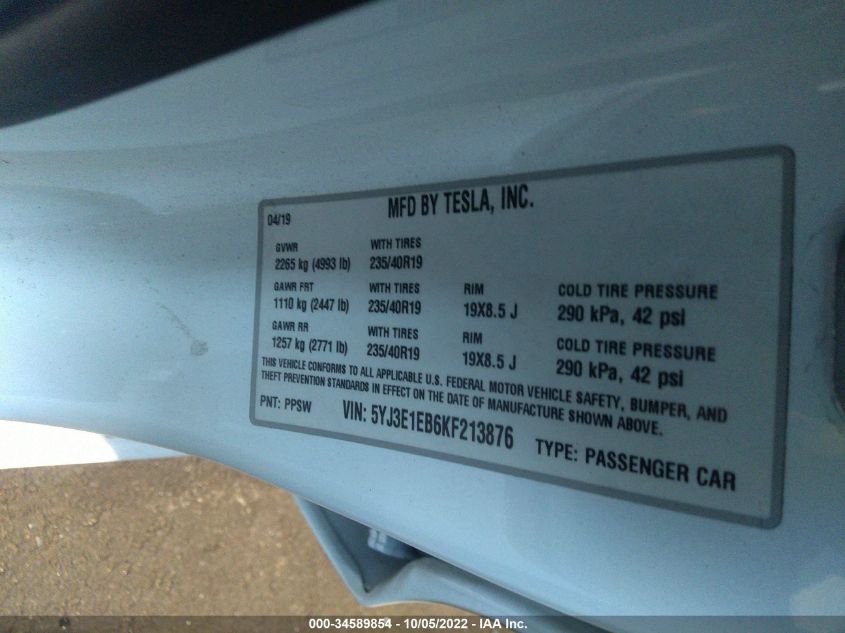 MFD BY TESLA, INC.
04/19
GVWR WITH TIRES
2265 kg (4993 lb) 235/40R19
GAWR FRT WITH TIRES RIM COLD TIRE PRESSURE
1110 kg (2447 lb) 235/40R19 19X8.5 J 290 kPa, 42 psi
GAWR RR WITH TIRES RIM COLD TIRE PRESSURE
1257 kg (2771 lb) 235/40R19 19X8.5 J 290 kPa, 42 psi
THIS VEHICLE CONFORMS TO ALL APPLICABLE U.S. FEDERAL MOTOR VEHICLE SAFETY, BUMPER, AND
THEFT PREVENTION STANDARDS IN EFFECT ON THE DATE OF MANUFACTURE SHOWN ABOVE.
PNT: PPSW VIN: 5YJ3E1EB6KF213876 TYPE: PASSENGER CAR
000-34589854 - 10/05/2022 - IAA Inc.